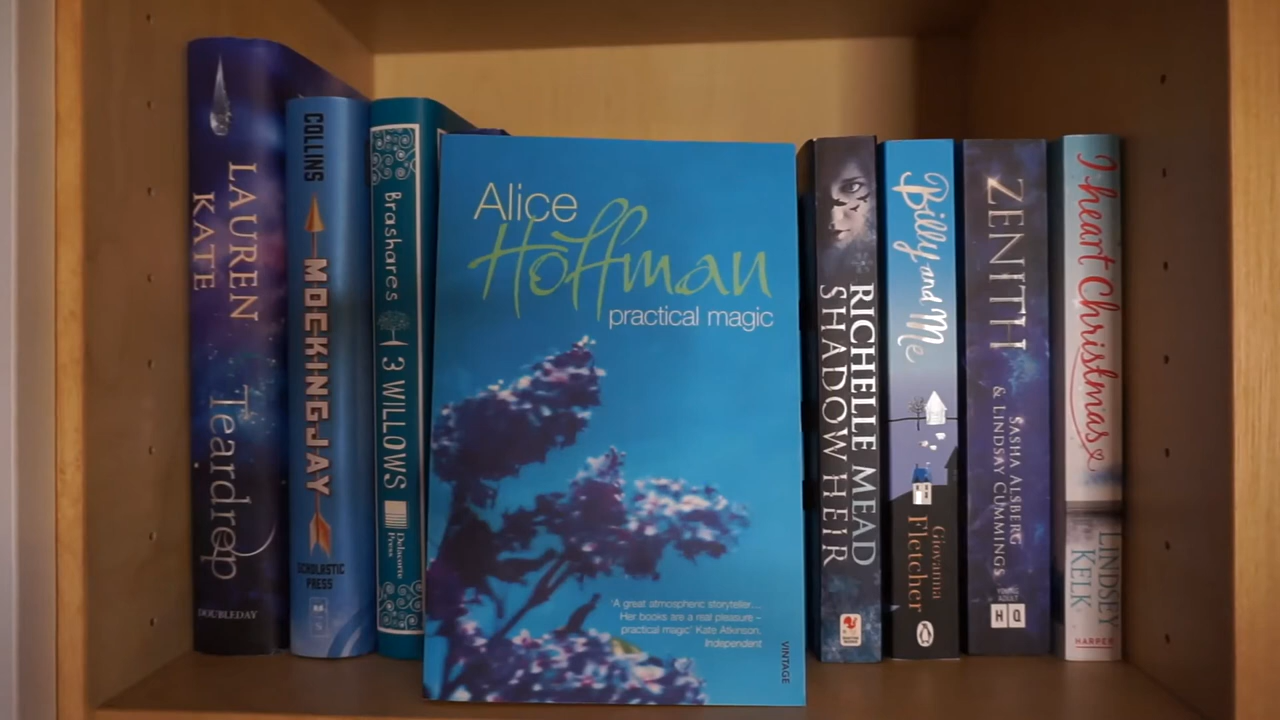 LAUREN
KATE
Teardrop
DOUBLEDAY
COLLINS
MOCKINGJAY
SCHOLASTIC
PRESS
Brashares
3 WILLOWS
Delacorte
Press
Alice
Hoffman
practical magic
'A great atmospheric storyteller...
Her books are a real pleasure –
practical magic' Kate Atkinson,
Independent
VINTAGE
RICHELLE MEAD
SHADOW HEIR
Billy and Me
Giovanna
Fletcher
ZENITH
SASHA ALSBERG
& LINDSAY CUMMINGS
YOUNG
ADULT
HQ
I heart Christmas
LINDSEY
KELK
HARPER